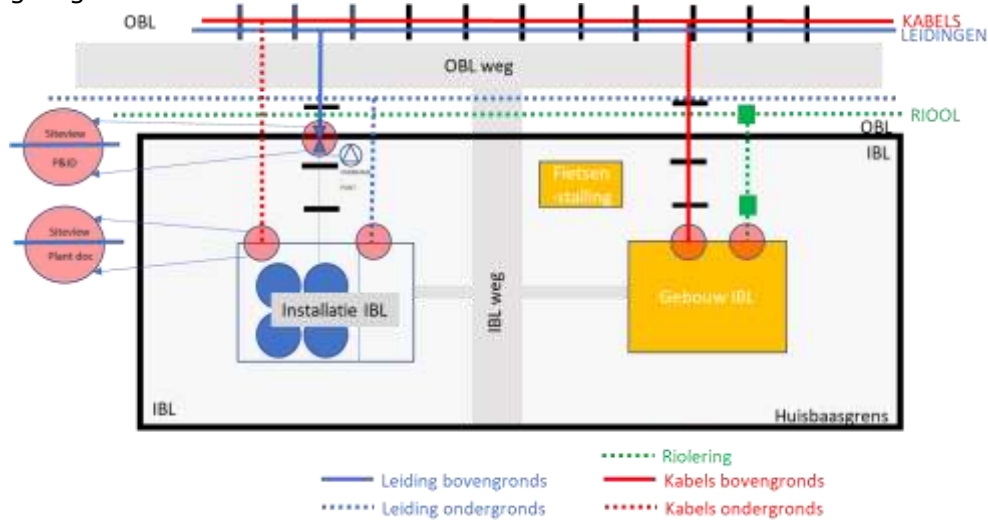 OBL
KABELS
LEIDINGEN
OBL weg
RIOOL
OBL
IBL
Siteview
P&ID
Fietsen
-stalling
Siteview
Plant doc
IBL weg
Installatie IBL
Gebouw IBL
IBL
Huisbaasgrens
Riolering
Leiding bovengronds
Kabels bovengronds
Leiding ondergronds
Kabels ondergronds